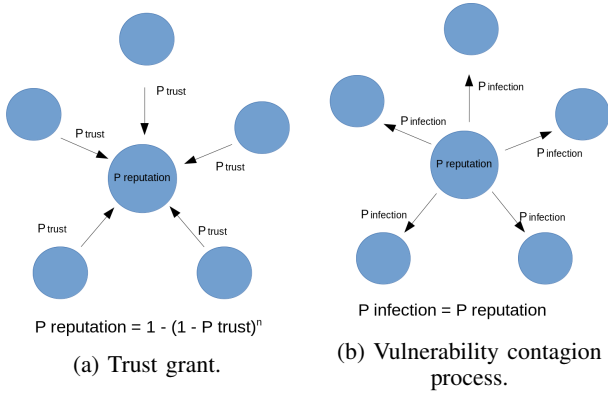 P trust
P trust
P trust
P reputation
P trust
P trust
P reputation = 1 - (1 - P trust)ⁿ
(a) Trust grant.
P infection
P infection
P infection
P reputation
P infection
P infection
P infection = P reputation
(b) Vulnerability contagion
process.